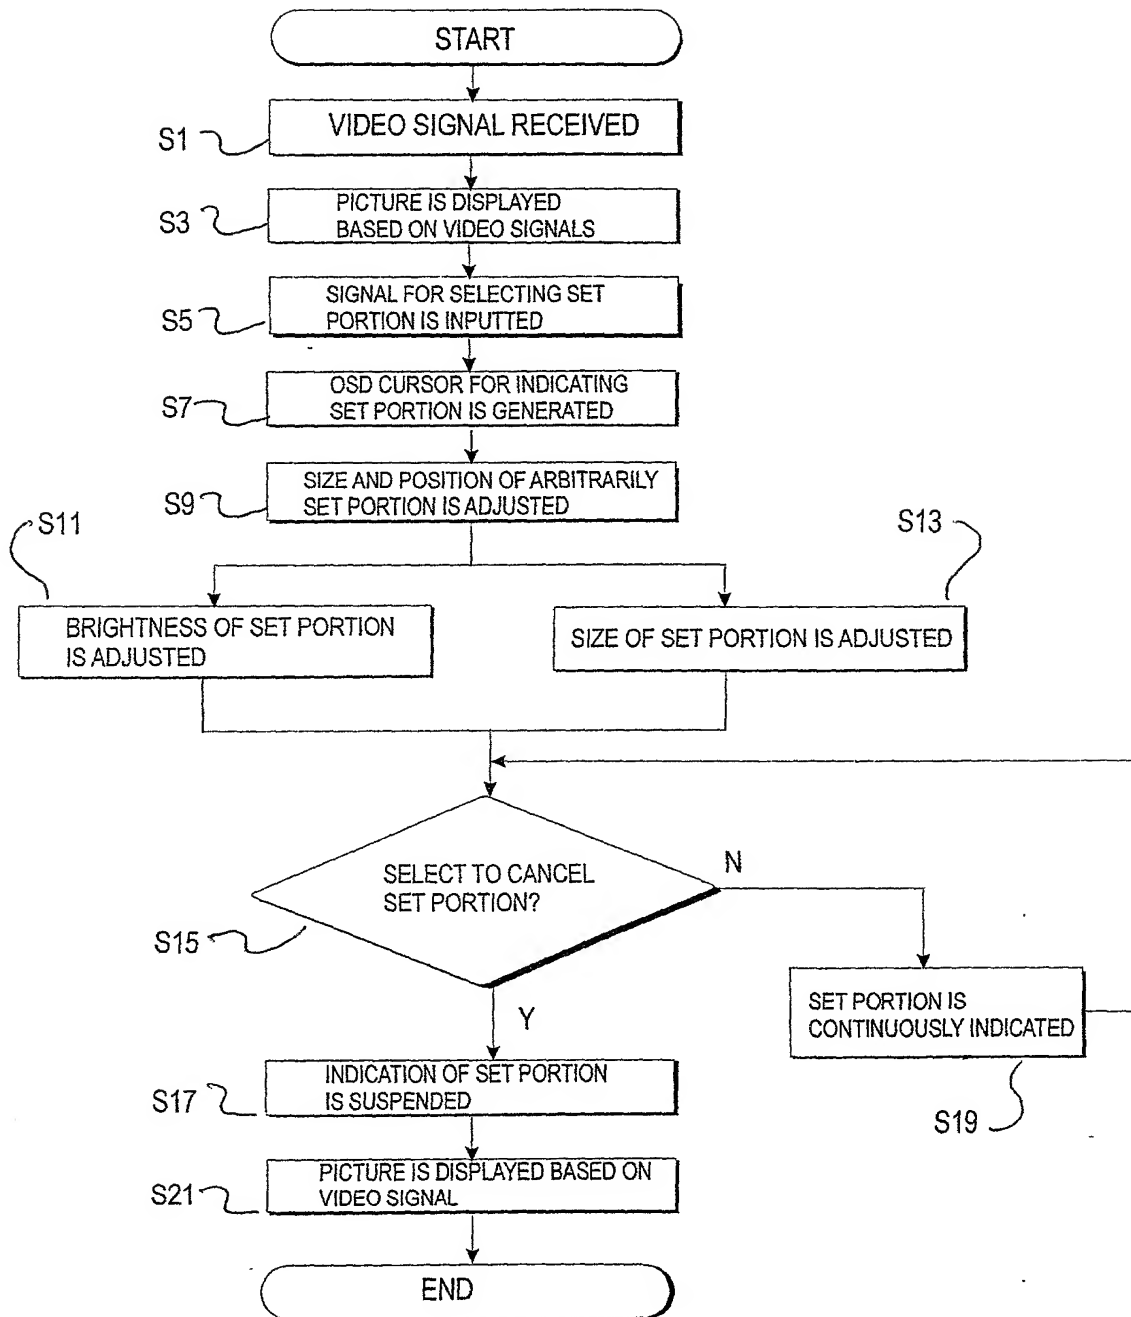 START
S1
VIDEO SIGNAL RECEIVED
S3
PICTURE IS DISPLAYED
BASED ON VIDEO SIGNALS
S5
SIGNAL FOR SELECTING SET
PORTION IS INPUTTED
S7
OSD CURSOR FOR INDICATING
SET PORTION IS GENERATED
S9
SIZE AND POSITION OF ARBITRARILY
SET PORTION IS ADJUSTED
S11
BRIGHTNESS OF SET PORTION
IS ADJUSTED
S13
SIZE OF SET PORTION IS ADJUSTED
S15
SELECT TO CANCEL
SET PORTION?
N
Y
SET PORTION IS
CONTINUOUSLY INDICATED
S19
S17
INDICATION OF SET PORTION
IS SUSPENDED
S21
PICTURE IS DISPLAYED BASED ON
VIDEO SIGNAL
END